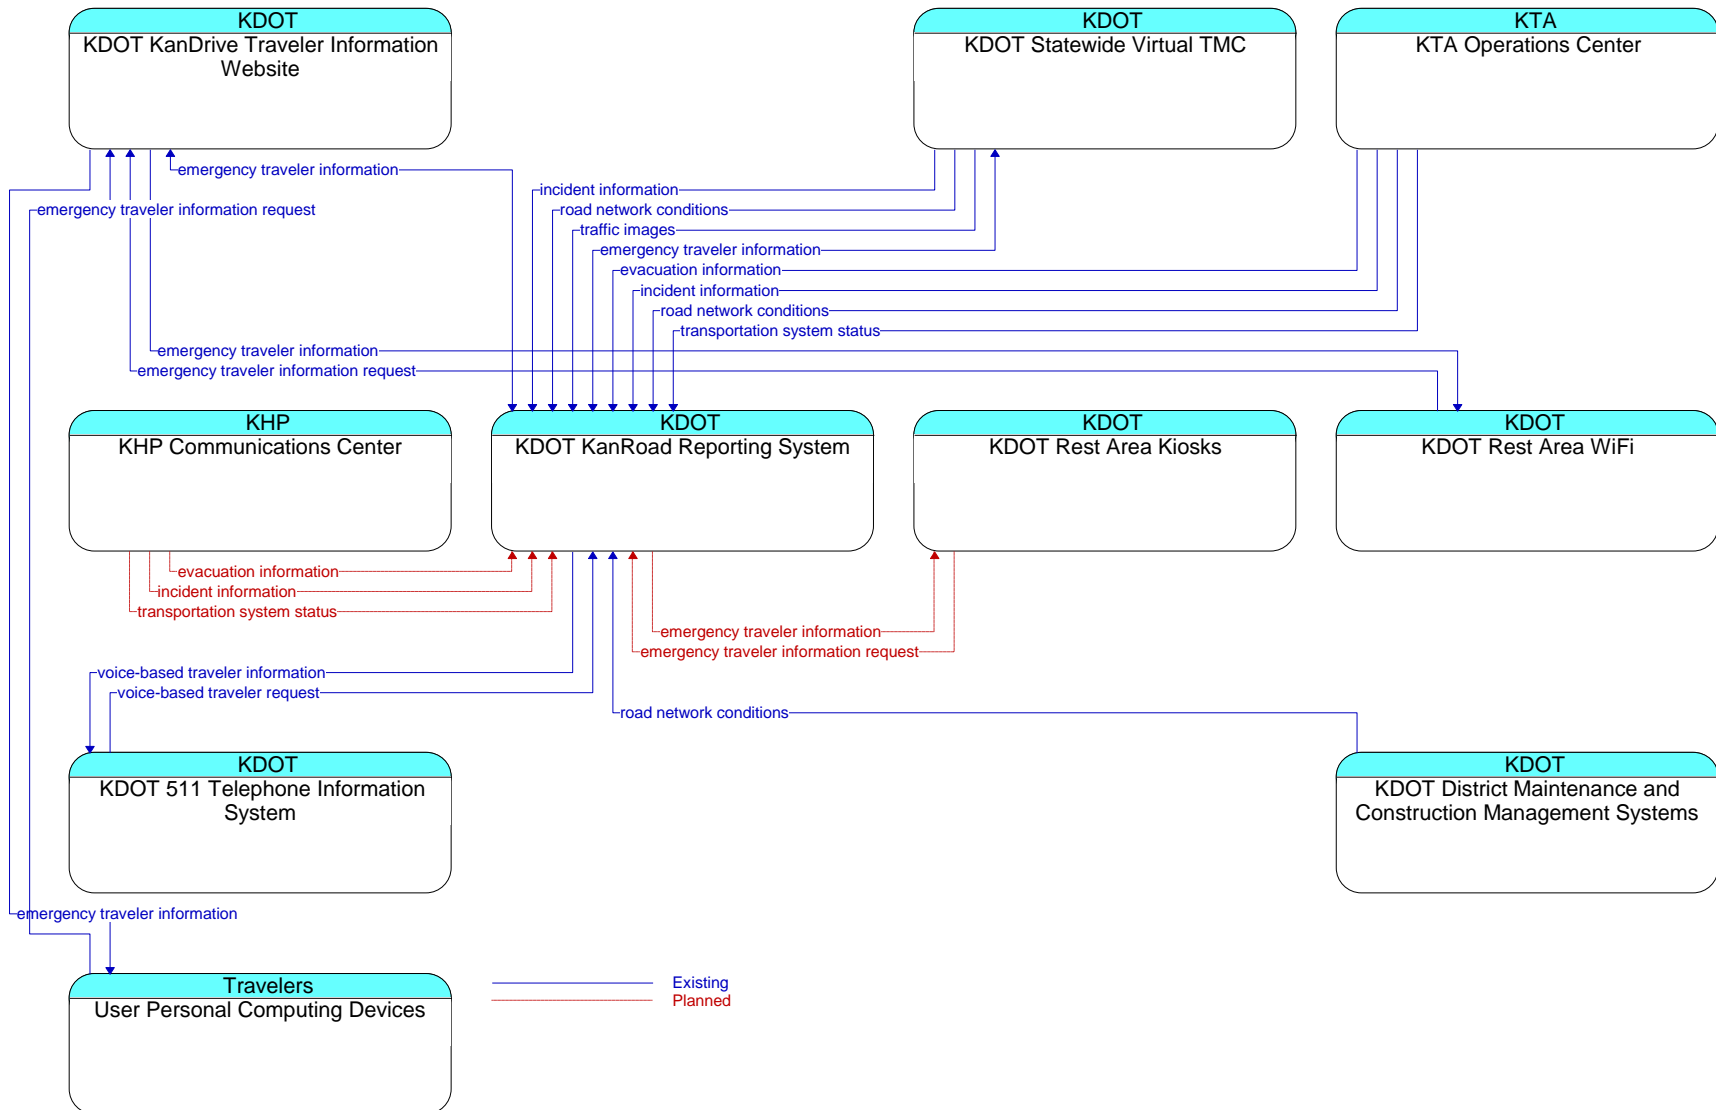 KDOT
KDOT KanDrive Traveler Information
Website
KDOT
KDOT Statewide Virtual TMC
KTA
KTA Operations Center
emergency traveler information
incident information
emergency traveler information request
road network conditions
traffic images
emergency traveler information
evacuation information
incident information
road network conditions
transportation system status
emergency traveler information
emergency traveler information request
KHP
KHP Communications Center
KDOT
KDOT KanRoad Reporting System
KDOT
KDOT Rest Area Kiosks
KDOT
KDOT Rest Area WiFi
evacuation information
incident information
transportation system status
emergency traveler information
emergency traveler information request
voice-based traveler information
voice-based traveler request
road network conditions
KDOT
KDOT 511 Telephone Information
System
KDOT
KDOT District Maintenance and
Construction Management Systems
emergency traveler information
Travelers
User Personal Computing Devices
Existing
Planned